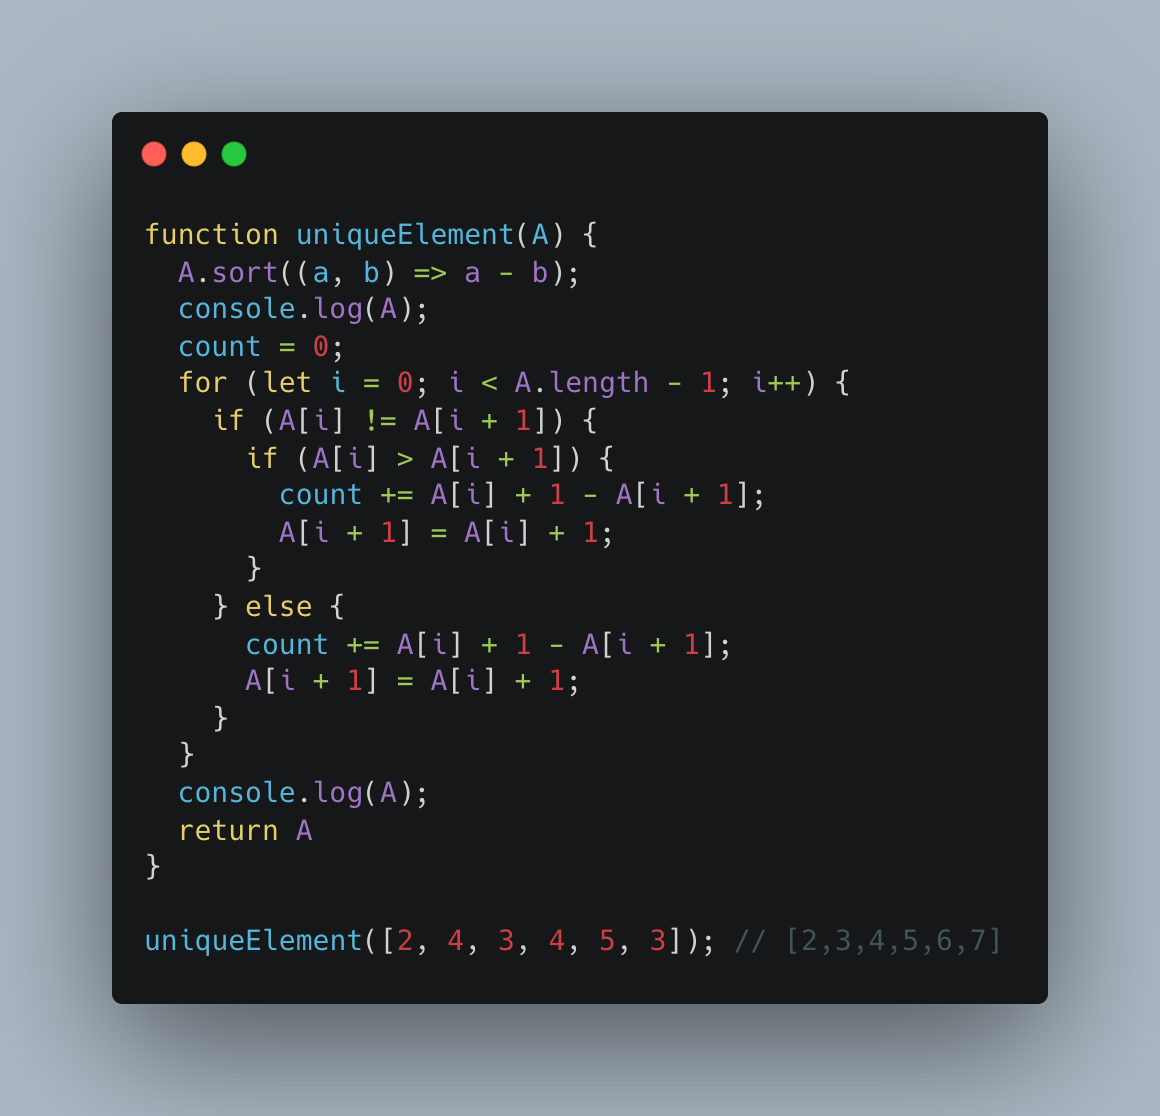 function uniqueElement(A) {
  A.sort((a, b) => a - b);
  console.log(A);
  count = 0;
  for (let i = 0; i < A.length - 1; i++) {
    if (A[i] != A[i + 1]) {
      if (A[i] > A[i + 1]) {
        count += A[i] + 1 - A[i + 1];
        A[i + 1] = A[i] + 1;
      }
    } else {
      count += A[i] + 1 - A[i + 1];
      A[i + 1] = A[i] + 1;
    }
  }
  console.log(A);
  return A
}

uniqueElement([2, 4, 3, 4, 5, 3]); // [2,3,4,5,6,7]